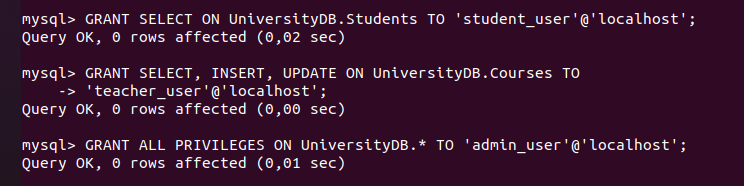 mysql> GRANT SELECT ON UniversityDB.Students TO 'student_user'@'localhost';
Query OK, 0 rows affected (0,02 sec)
mysql> GRANT SELECT, INSERT, UPDATE ON UniversityDB.Courses TO
    -> 'teacher_user'@'localhost';
Query OK, 0 rows affected (0,00 sec)
mysql> GRANT ALL PRIVILEGES ON UniversityDB.* TO 'admin_user'@'localhost';
Query OK, 0 rows affected (0,01 sec)